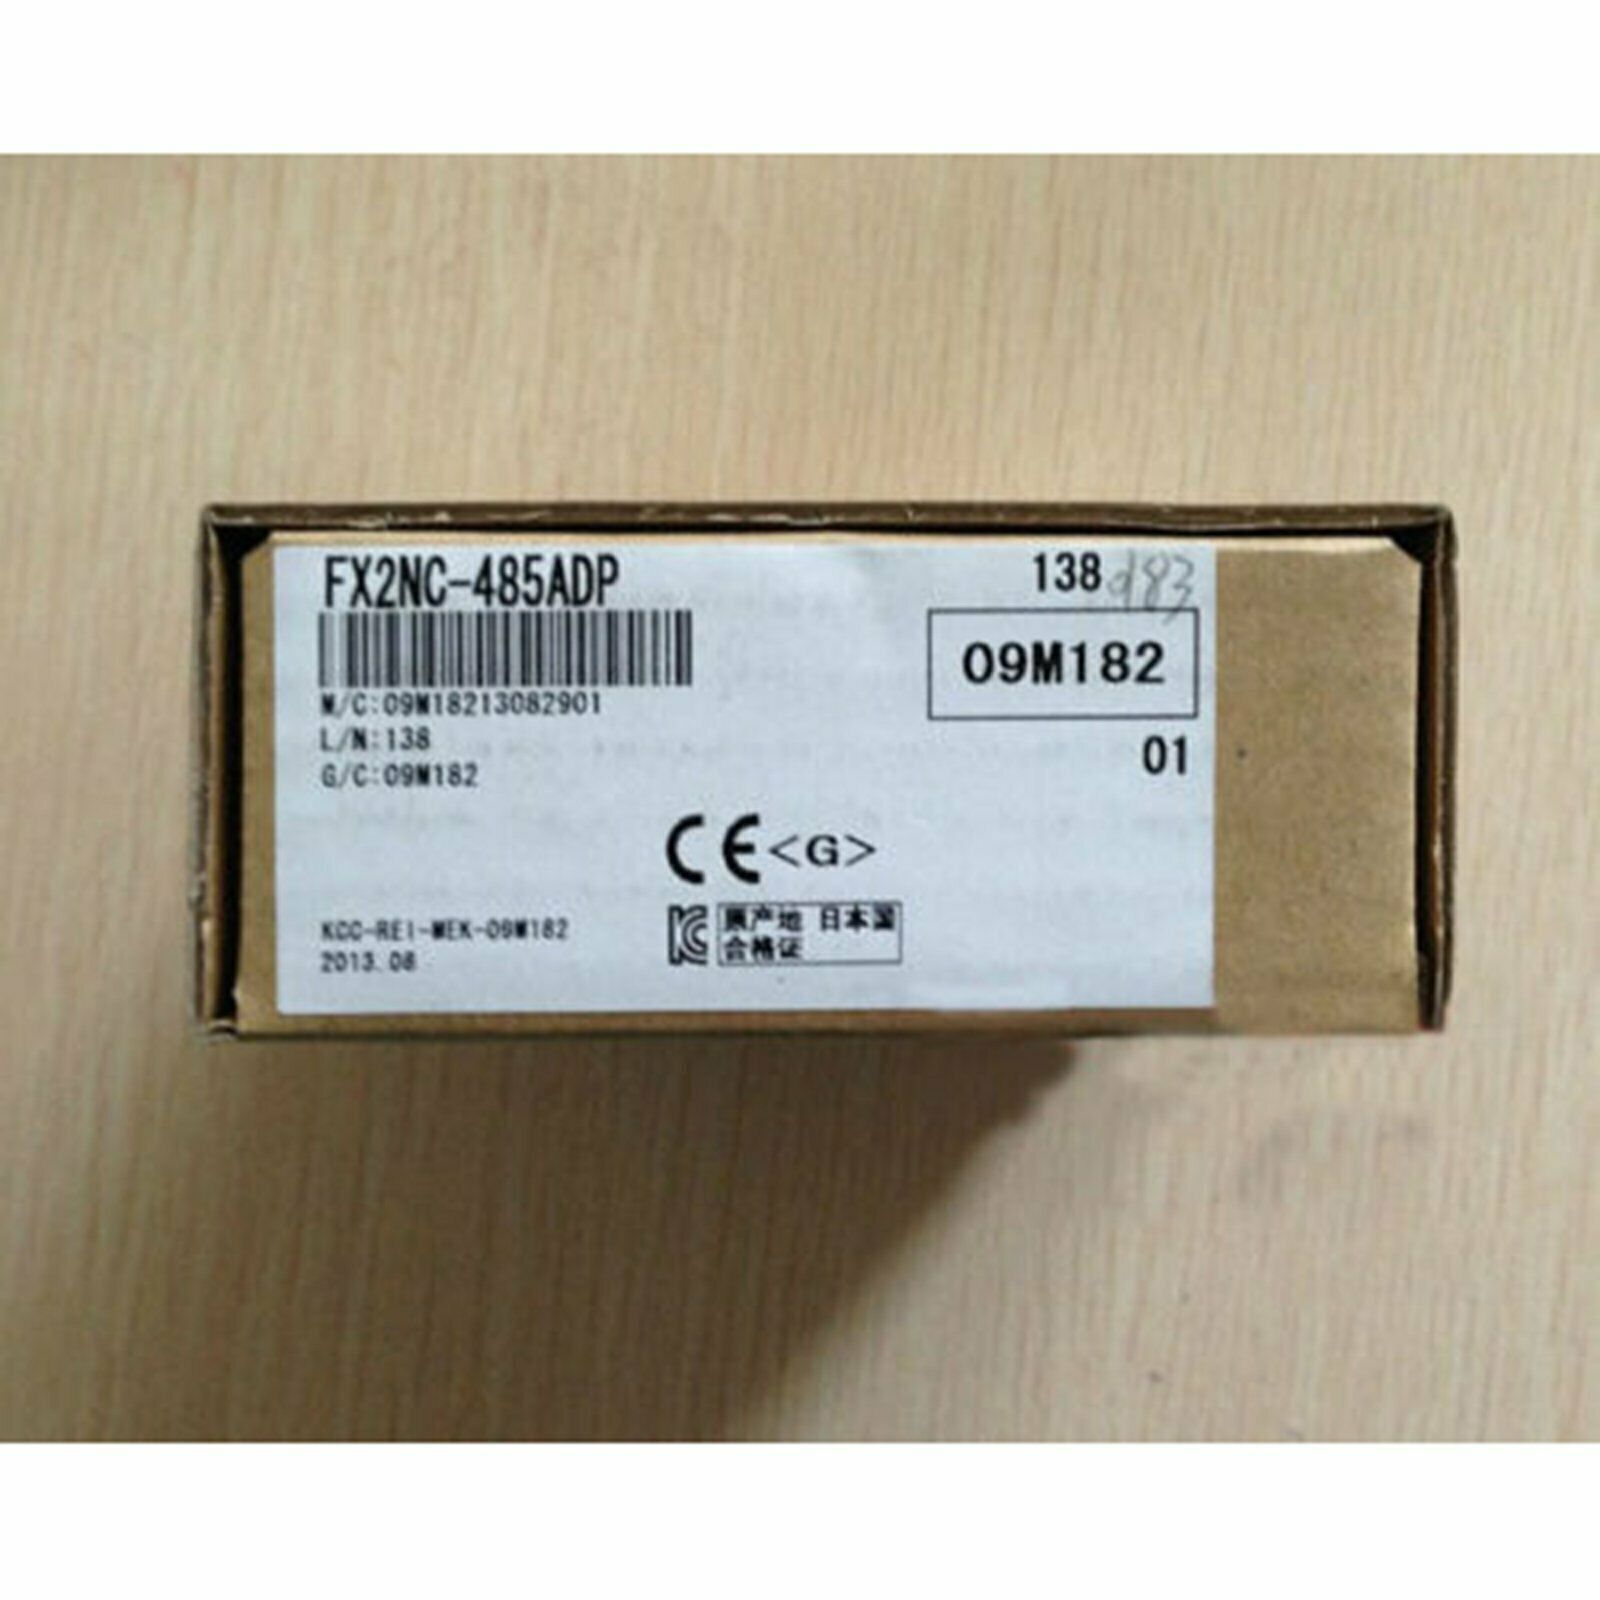 FX2NC-485ADP
138 d83
09M182
M/C:09M18213082901
L/N:138
01
G/C:09M182
CE<G>
KCC-REI-MEK-09M182
原产地 日本国
2013.08
合格证